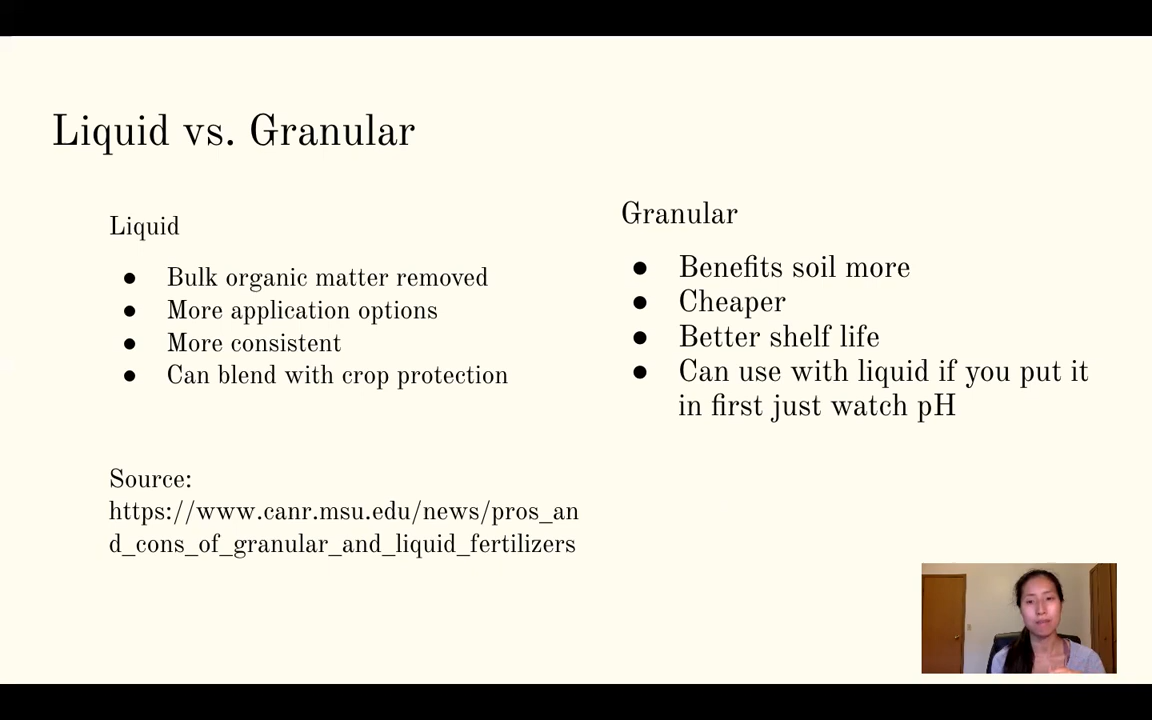 Liquid vs. Granular
Liquid
● Bulk organic matter removed
● More application options
● More consistent
● Can blend with crop protection
Source:
https://www.canr.msu.edu/news/pros_an
d_cons_of_granular_and_liquid_fertilizers
Granular
● Benefits soil more
● Cheaper
● Better shelf life
● Can use with liquid if you put it
in first just watch pH